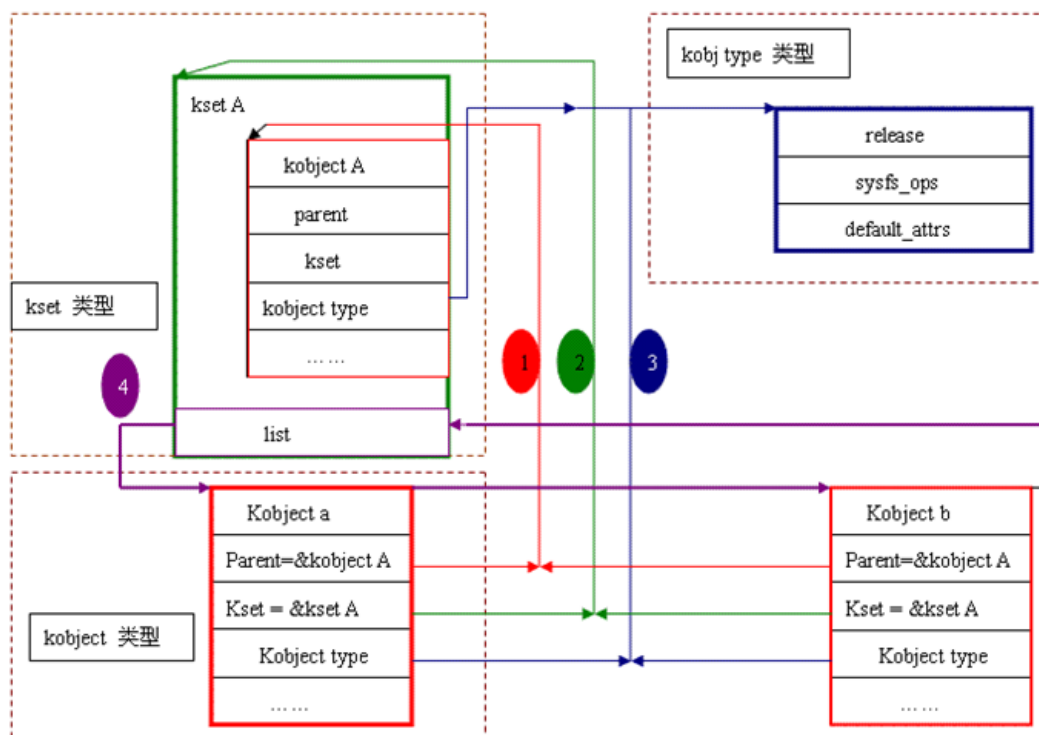 kobj type 类型
kset A
release
kobject A
sysfs_ops
parent
default_attrs
kset
kset 类型
kobject type
... ...
1
2
3
4
list
Kobject a
Kobject b
Parent=&kobject A
Parent=&kobject A
Kset = &kset A
Kset = &kset A
kobject 类型
Kobject type
Kobject type
... ...
... ...